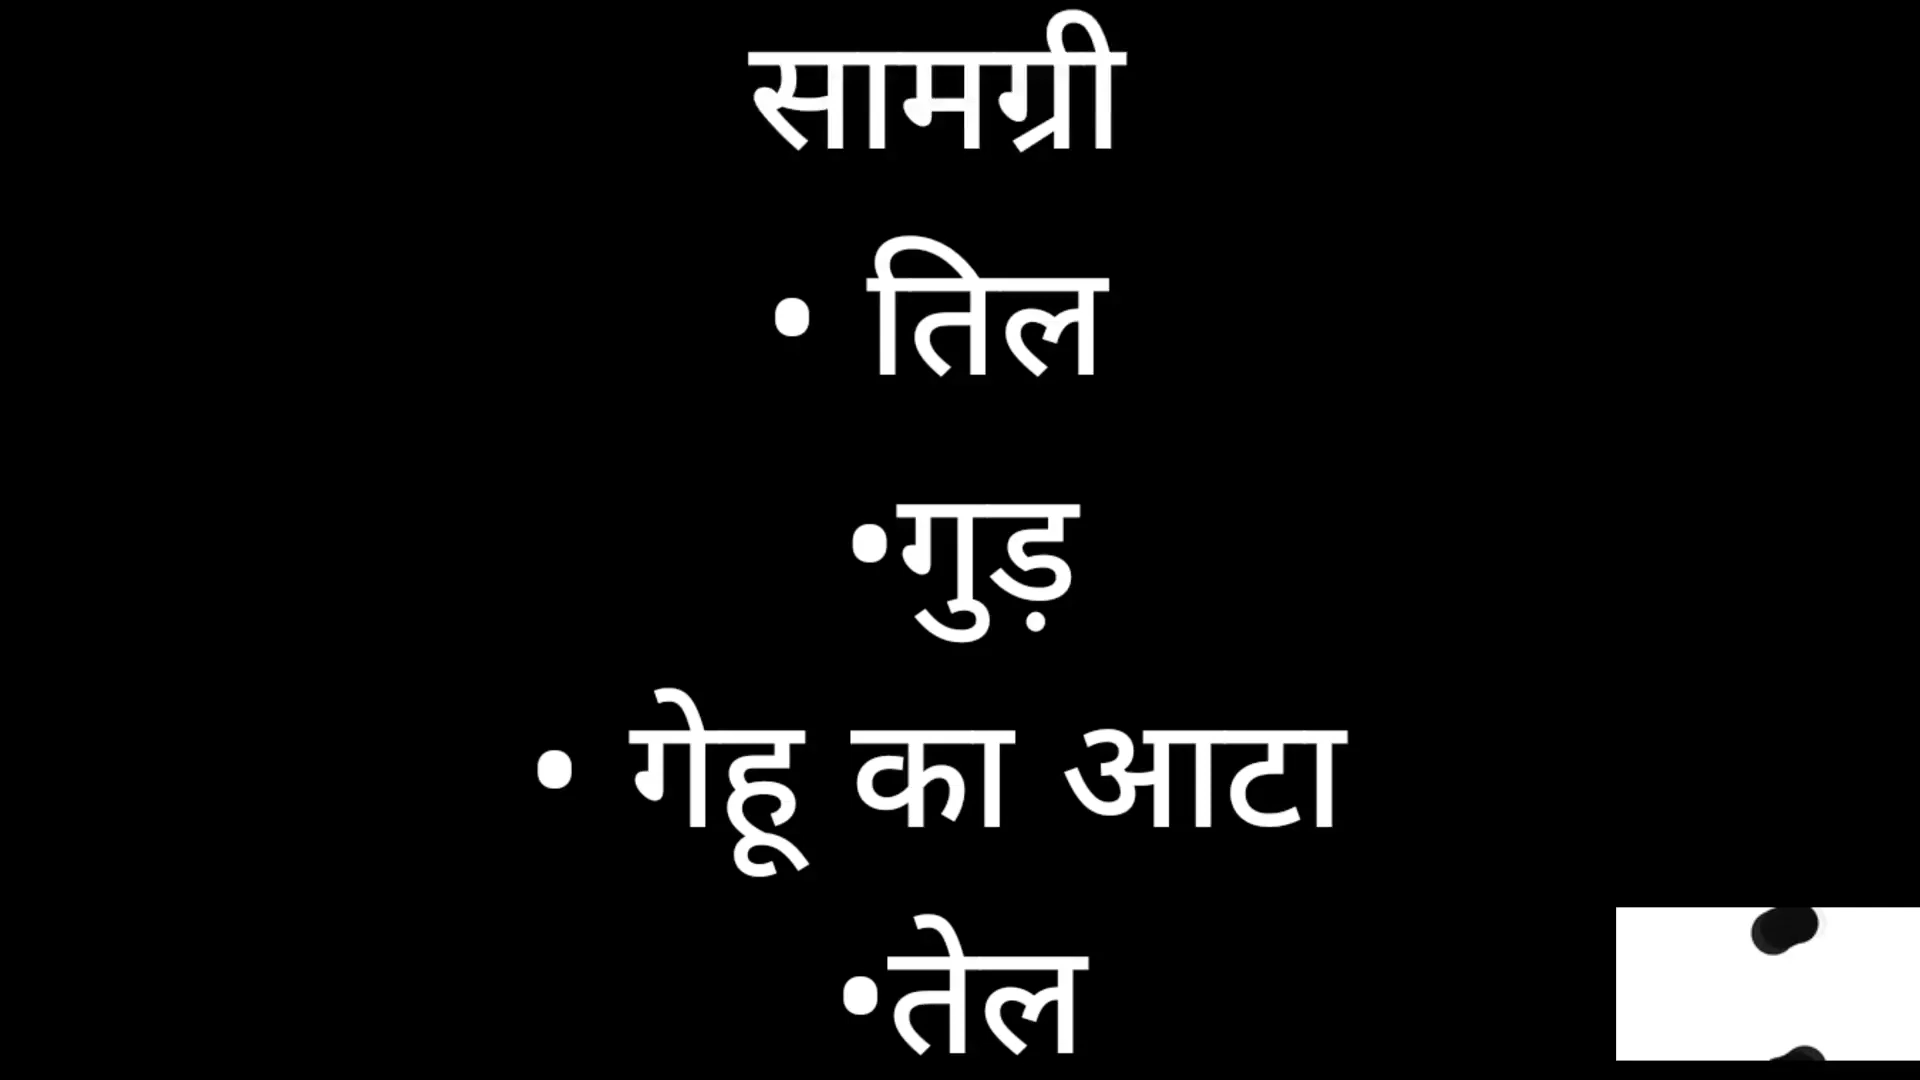 सामग्री
• तिल
•गुड़
• गेहू का आटा
•तेल